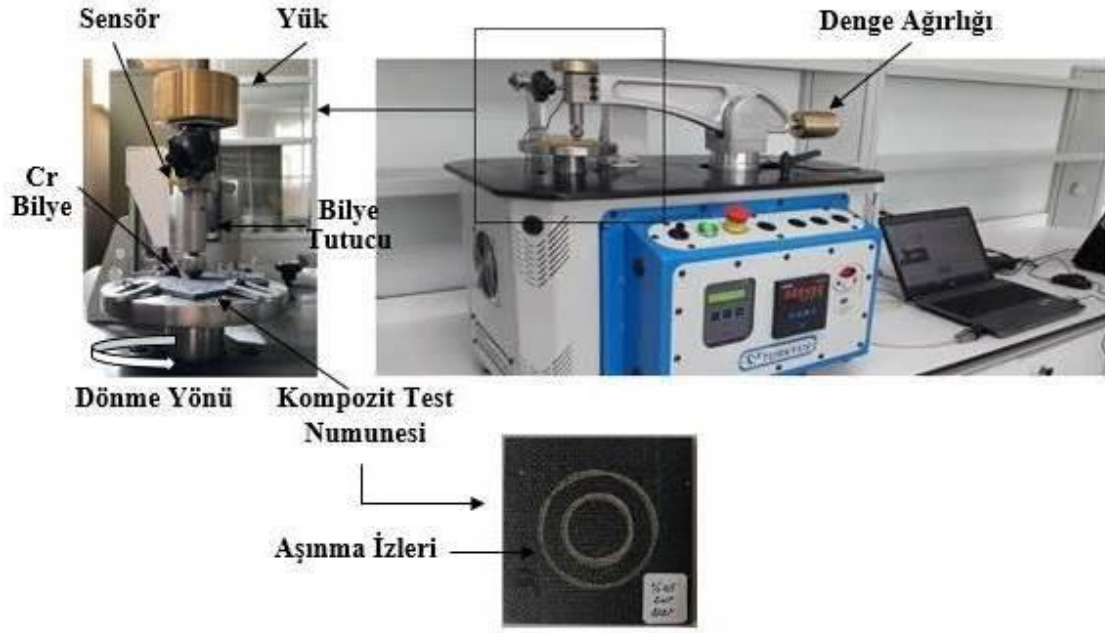 Sensör
Yük
Denge Ağırlığı
Cr
Bilye
Bilye
Tutucu
Dönme Yönü
Kompozit Test
Numunesi
Aşınma İzleri